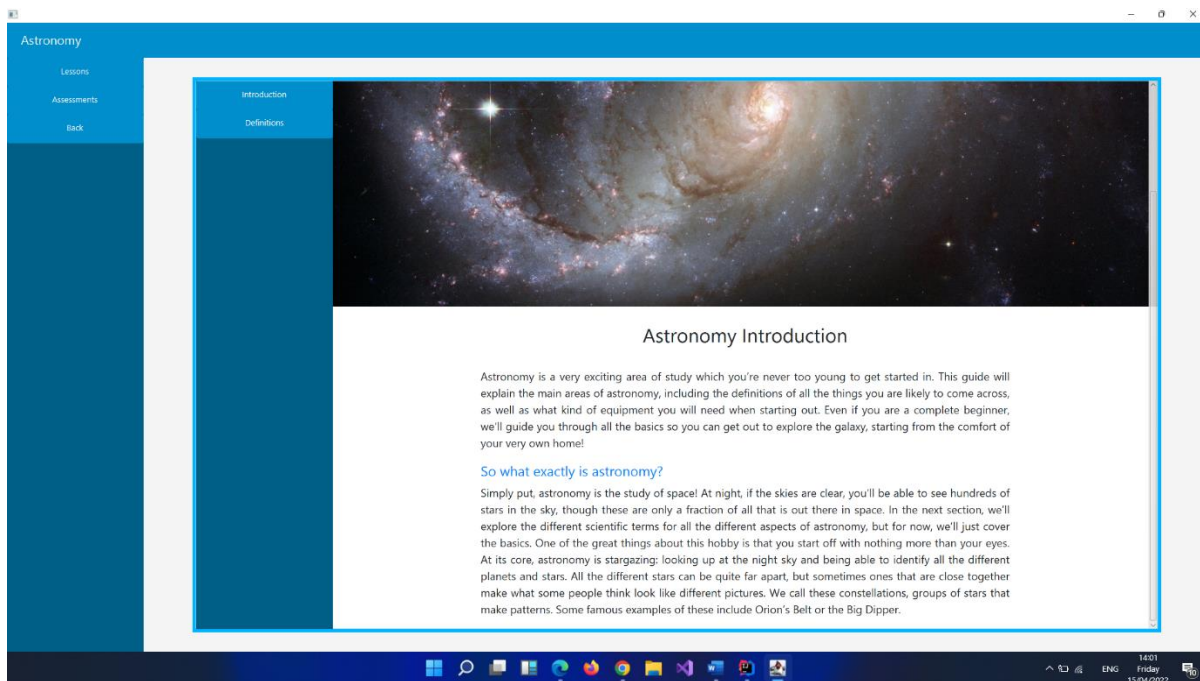 Astronomy
Lessons
Assessments
Back
Introduction
Definitions
Astronomy Introduction
Astronomy is a very exciting area of study which you're never too young to get started in. This guide will
explain the main areas of astronomy, including the definitions of all the things you are likely to come across,
as well as what kind of equipment you will need when starting out. Even if you are a complete beginner,
we'll guide you through all the basics so you can get out to explore the galaxy, starting from the comfort of
your very own home!
So what exactly is astronomy?
Simply put, astronomy is the study of space! At night, if the skies are clear, you'll be able to see hundreds of
stars in the sky, though these are only a fraction of all that is out there in space. In the next section, we'll
explore the different scientific terms for all the different aspects of astronomy, but for now, we'll just cover
the basics. One of the great things about this hobby is that you start off with nothing more than your eyes.
At its core, astronomy is stargazing: looking up at the night sky and being able to identify all the different
planets and stars. All the different stars can be quite far apart, but sometimes ones that are close together
make what some people think look like different pictures. We call these constellations, groups of stars that
make patterns. Some famous examples of these include Orion's Belt or the Big Dipper.
ENG
14:01
Friday
15/04/2022